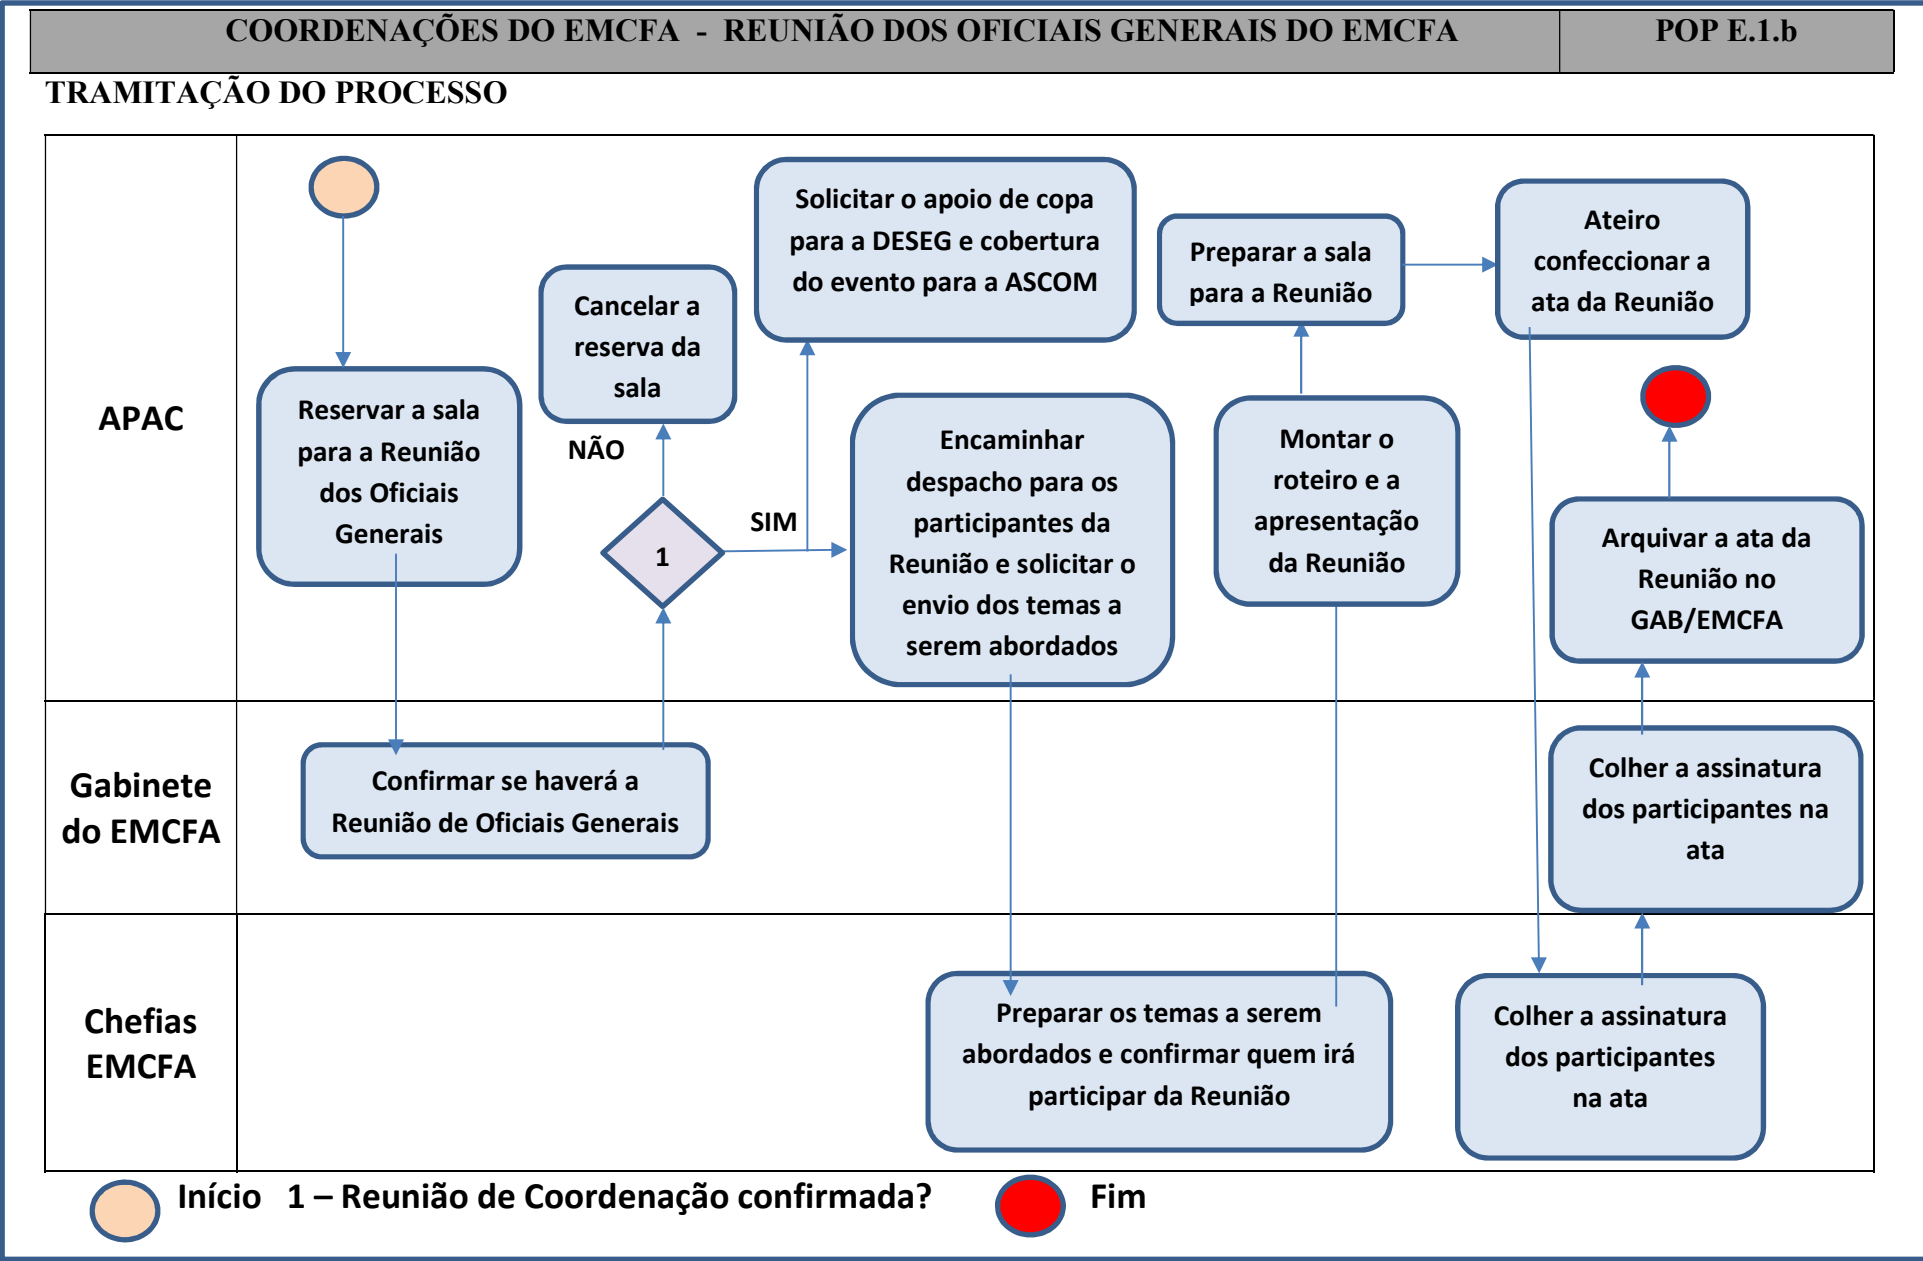 COORDENAÇÕES DO EMCFA - REUNIÃO DOS OFICIAIS GENERAIS DO EMCFA
POP E.1.b
TRAMITAÇÃO DO PROCESSO
APAC
Reservar a sala
para a Reunião
dos Oficiais
Generais
Cancelar a
reserva da
sala
NÃO
1
SIM
Solicitar o apoio de copa
para a DESEG e cobertura
do evento para a ASCOM
Encaminhar
despacho para os
participantes da
Reunião e solicitar o
envio dos temas a
serem abordados
Preparar a sala
para a Reunião
Montar o
roteiro e a
apresentação
da Reunião
Ateiro
confeccionar a
ata da Reunião
Arquivar a ata da
Reunião no
GAB/EMCFA
Gabinete
do EMCFA
Confirmar se haverá a
Reunião de Oficiais Generais
Colher a assinatura
dos participantes na
ata
Chefias
EMCFA
Preparar os temas a serem
abordados e confirmar quem irá
participar da Reunião
Colher a assinatura
dos participantes
na ata
Início 1 – Reunião de Coordenação confirmada? Fim